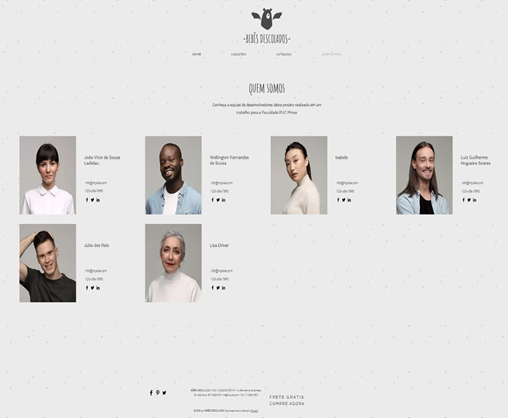 •BEBÊS DESCOLADOS•
HOME
CADASTRO
CATÁLOGO
QUEM SOMOS
QUEM SOMOS
Conheça a equipe de desenvolvedores deste projeto realizado em um
trabalho para a Faculdade PUC Minas
João Vitor de Souza
Ladislau
info@mysite.com
123-456-7890
Wellington Fernandes
de Souza
info@mysite.com
123-456-7890
Isabela
info@mysite.com
123-456-7890
Luiz Guilherme
Nogueira Soares
info@mysite.com
123-456-7890
Júlio dos Reis
info@mysite.com
123-456-7890
Lisa Driver
info@mysite.com
123-456-7890
FRETE GRÁTIS
COMPRE AGORA